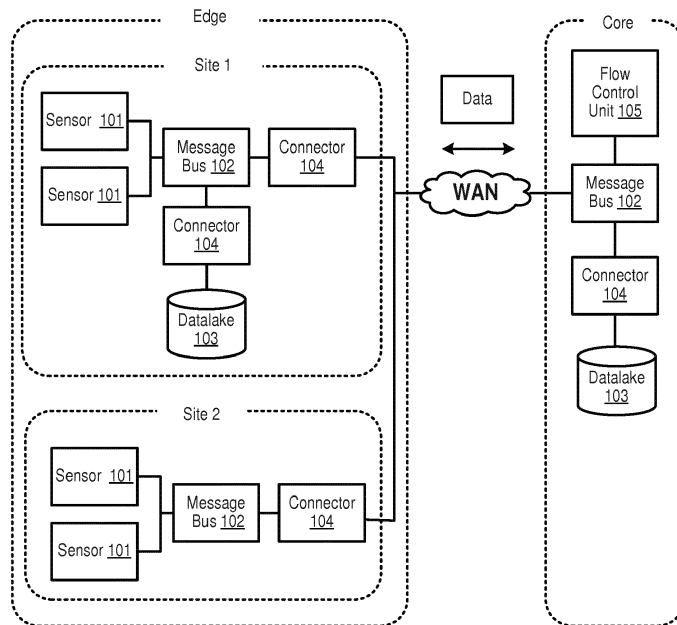 Edge
Site 1
Sensor 101
Sensor 101
Message
Bus 102
Connector
104
Connector
104
Datalake
103
Site 2
Sensor 101
Sensor 101
Message
Bus 102
Connector
104
Data
WAN
Core
Flow
Control
Unit 105
Message
Bus 102
Connector
104
Datalake
103